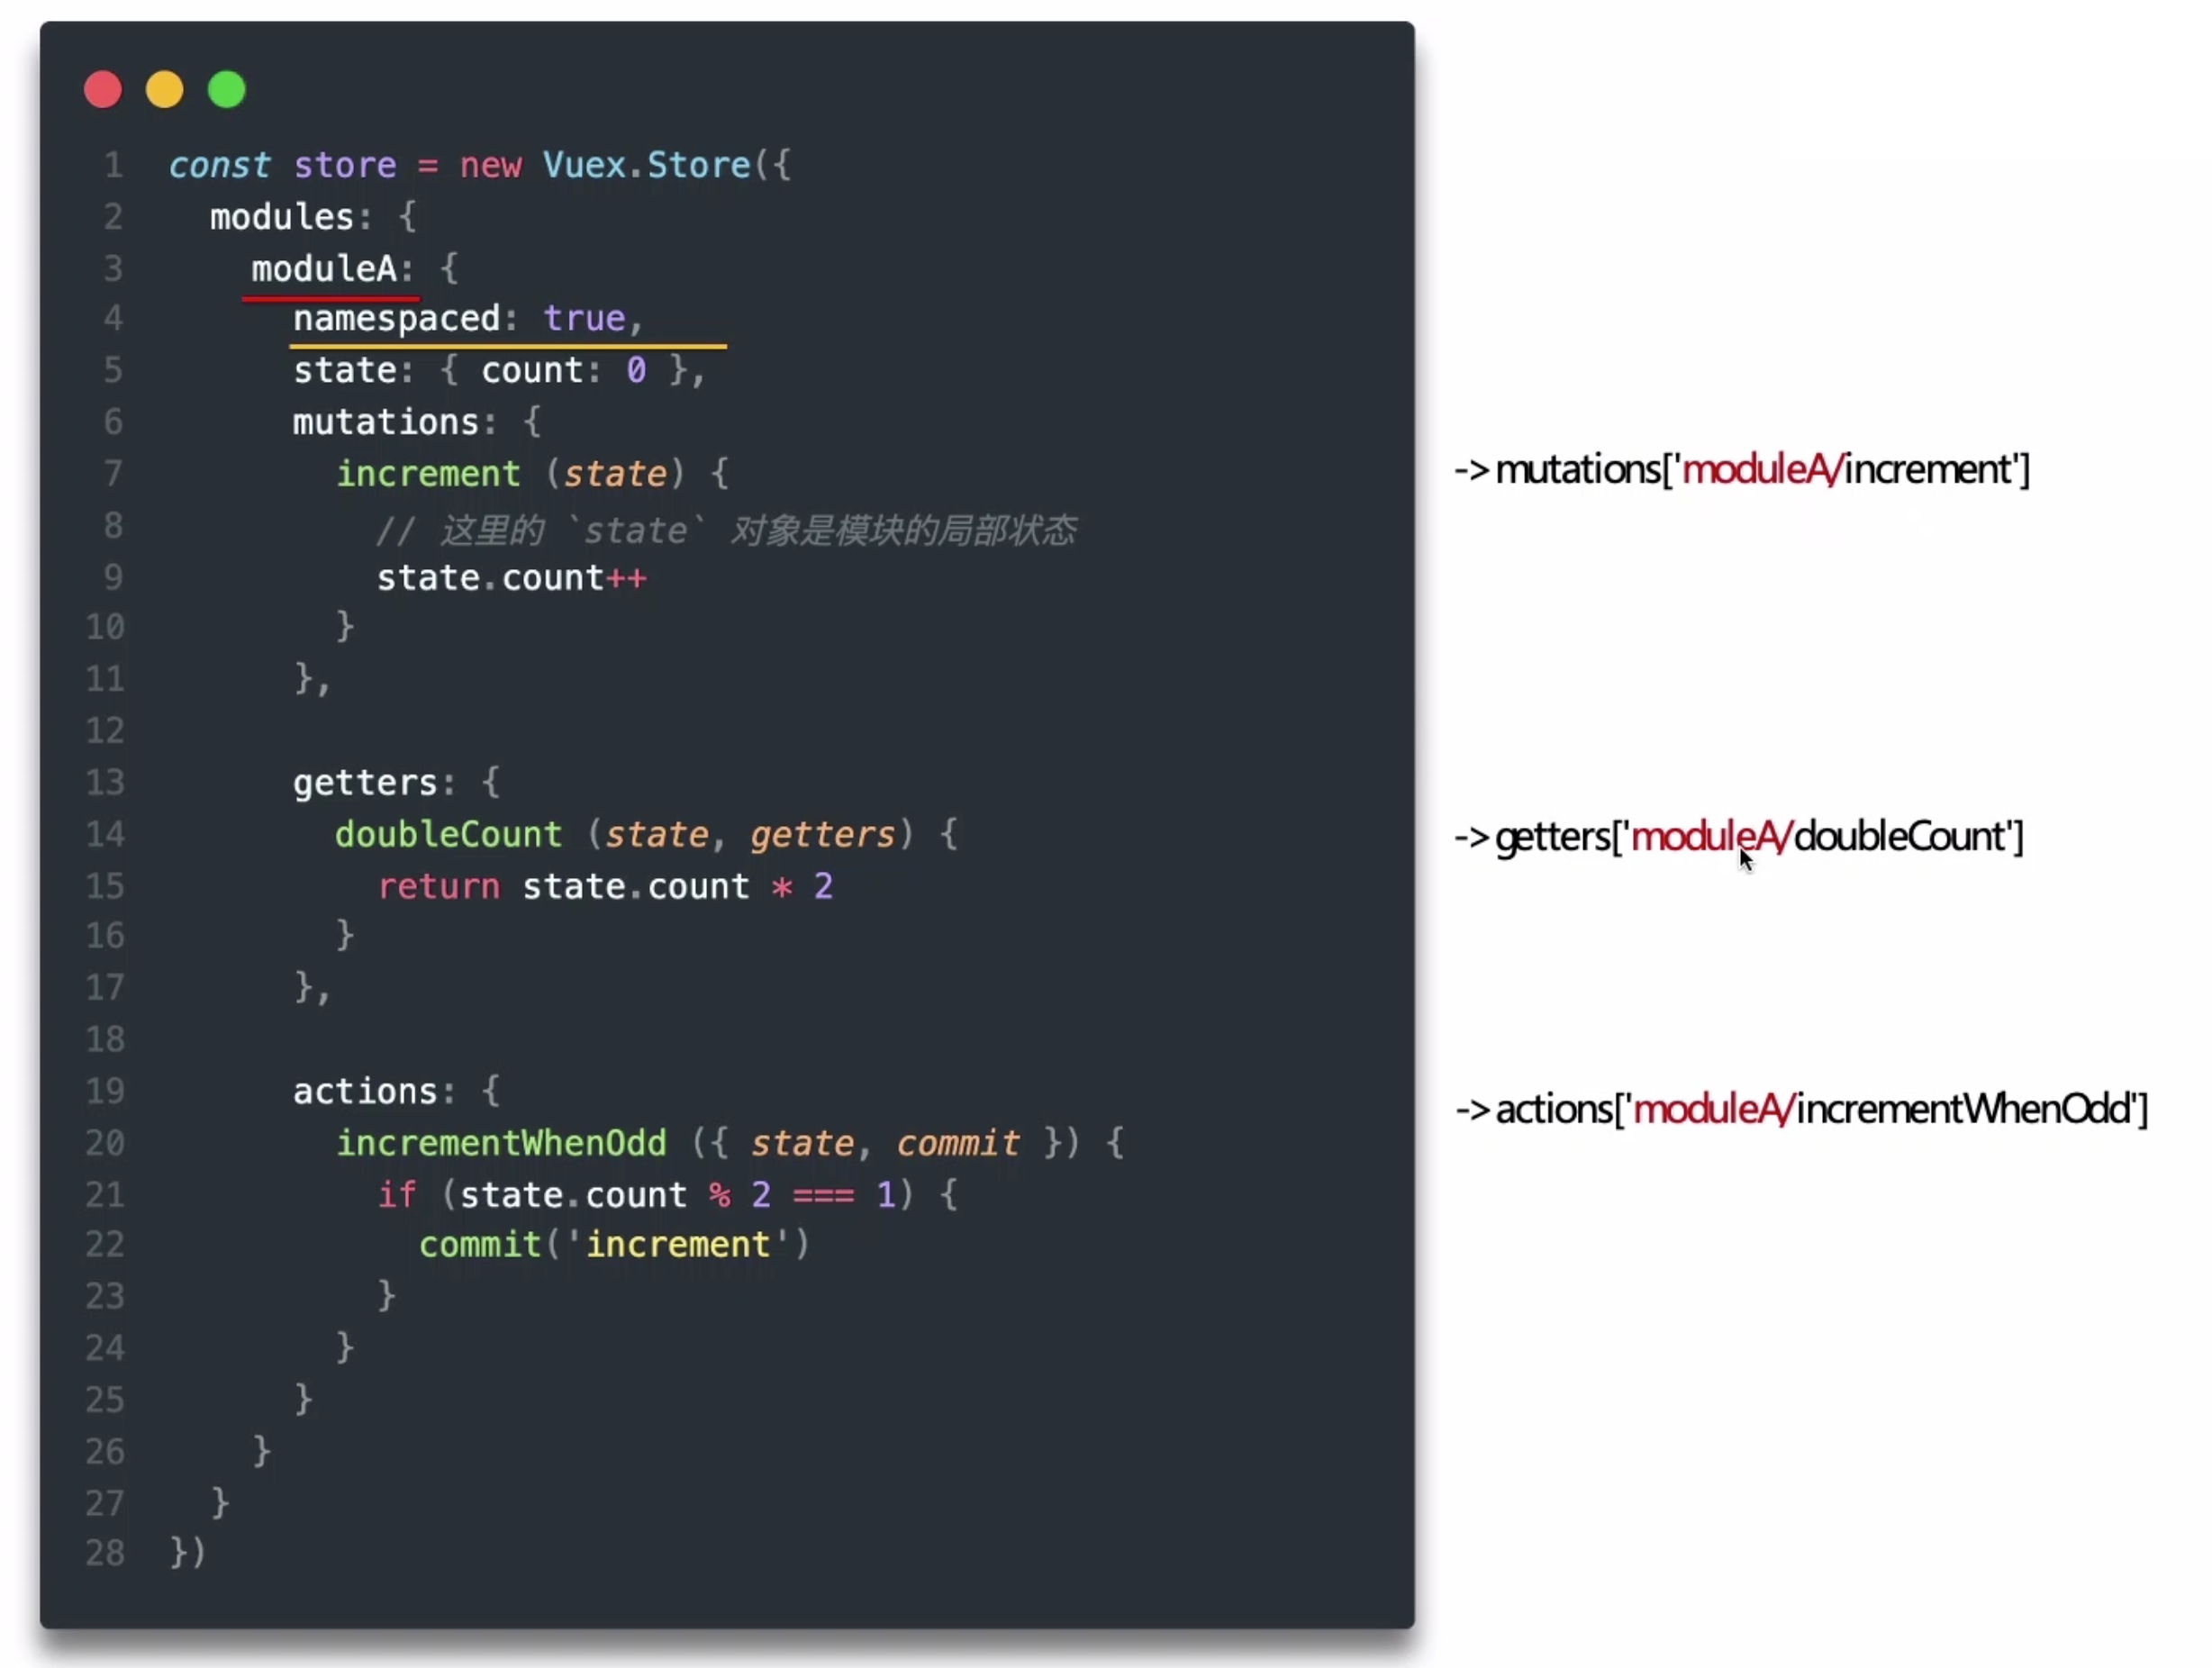 1 const store = new Vuex.Store({
2 modules: {
3 moduleA: {
4 namespaced: true,
5 state: { count: 0 },
6 mutations: {
7 increment (state) {
->mutations['moduleA/increment']
8 // 这里的 `state` 对象是模块的局部状态
9 state.count++
10 }
11 },
12
13 getters: {
14 doubleCount (state, getters) {
->getters['moduleA/doubleCount']
15 return state.count * 2
16 }
17 },
18
19 actions: {
->actions['moduleA/incrementWhenOdd']
20 incrementWhenOdd ({ state, commit }) {
21 if (state.count % 2 === 1) {
22 commit('increment')
23 }
24 }
25 }
26 }
27 }
28 })